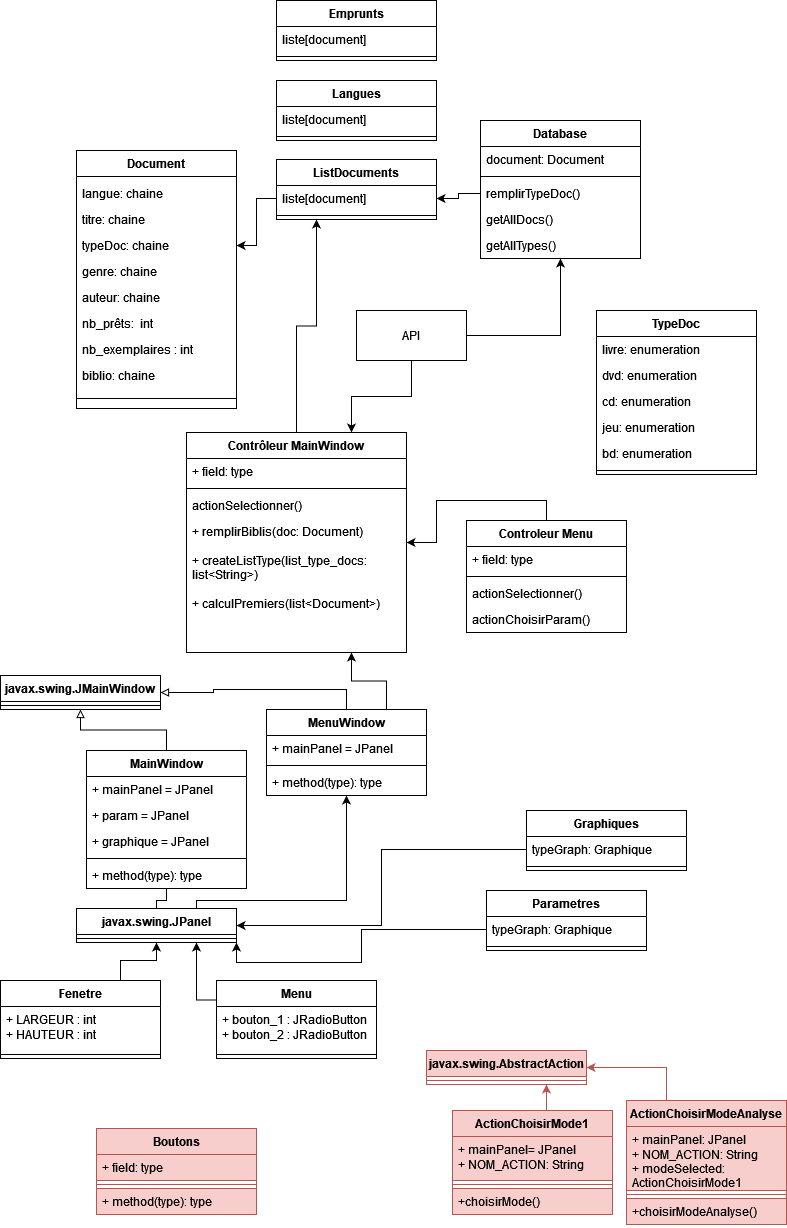 Emprunts
liste[document]
Langues
liste[document]
ListDocuments
liste[document]
Database
document: Document
remplirTypeDoc()
getAllDocs()
getAllTypes()
Document
langue: chaine
titre: chaine
typeDoc: chaine
genre: chaine
auteur: chaine
nb_prêts:  int
nb_exemplaires : int
biblio: chaine
API
TypeDoc
livre: enumeration
dvd: enumeration
cd: enumeration
jeu: enumeration
bd: enumeration
Contrôleur MainWindow
+ field: type
actionSelectionner()
+ remplirBiblis(doc: Document)
+ createListType(list_type_docs:
list<String>)
+ calculPremiers(list<Document>)
Controleur Menu
+ field: type
actionSelectionner()
actionChoisirParam()
javax.swing.JMainWindow
MenuWindow
+ mainPanel = JPanel
+ method(type): type
MainWindow
+ mainPanel = JPanel
+ param = JPanel
+ graphique = JPanel
+ method(type): type
Graphiques
typeGraph: Graphique
Parametres
typeGraph: Graphique
javax.swing.JPanel
Fenetre
+ LARGEUR : int
+ HAUTEUR : int
Menu
+ bouton_1 : JRadioButton
+ bouton_2 : JRadioButton
javax.swing.AbstractAction
ActionChoisirMode1
+ mainPanel= JPanel
+ NOM_ACTION: String
+choisirMode()
ActionChoisirModeAnalyse
+ mainPanel: JPanel
+ NOM_ACTION: String
+ modeSelected:
ActionChoisirMode1
+choisirModeAnalyse()
Boutons
+ field: type
+ method(type): type